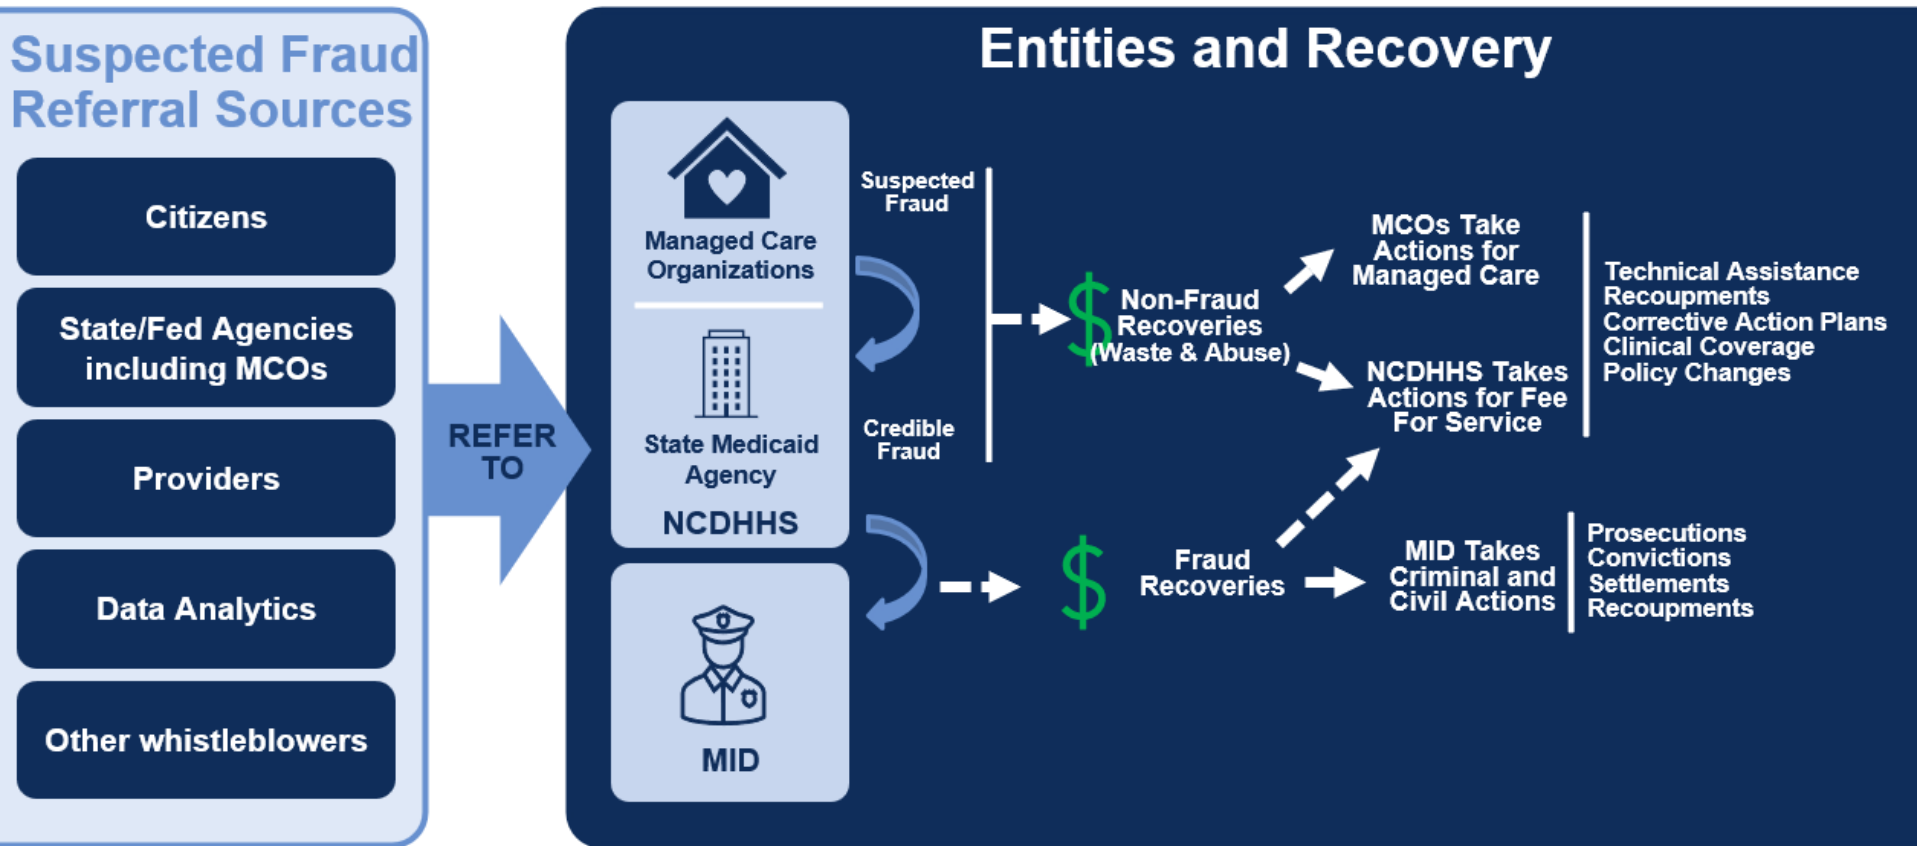 Suspected Fraud
Referral Sources
Citizens
State/Fed Agencies
including MCOs
Providers
Data Analytics
Other whistleblowers
REFER
TO
Entities and Recovery
Managed Care
Organizations
State Medicaid
Agency
NCDHHS
MID
Suspected
Fraud
Credible
Fraud
$
Non-Fraud
Recoveries
(Waste & Abuse)
MCOs Take
Actions for
Managed Care
NCDHHS Takes
Actions for Fee
For Service
Technical Assistance
Recoupments
Corrective Action Plans
Clinical Coverage
Policy Changes
$
Fraud
Recoveries
MID Takes
Criminal and
Civil Actions
Prosecutions
Convictions
Settlements
Recoupments